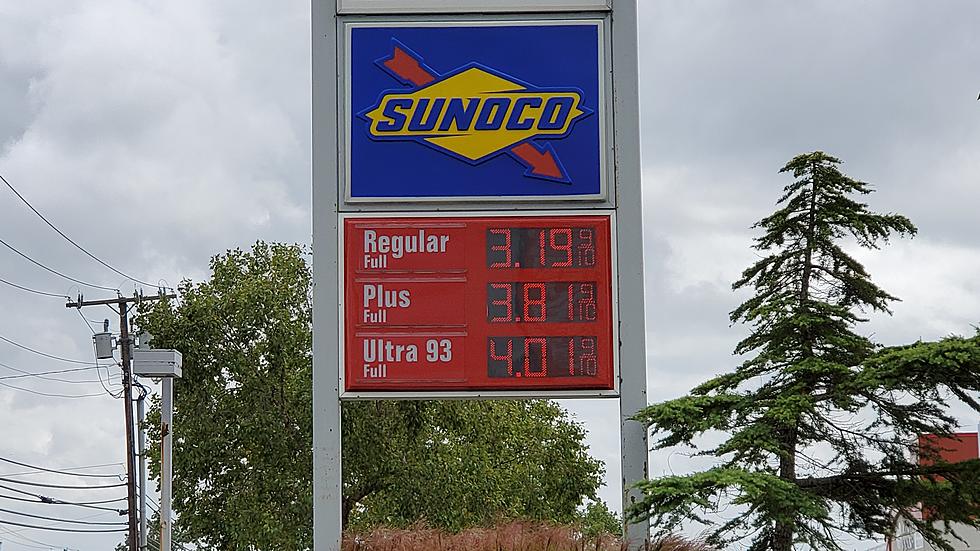 SUNOCO
Regular 3.19 9/10
Full
Plus 3.81 9/10
Full
Ultra 93 4.01 9/10
Full